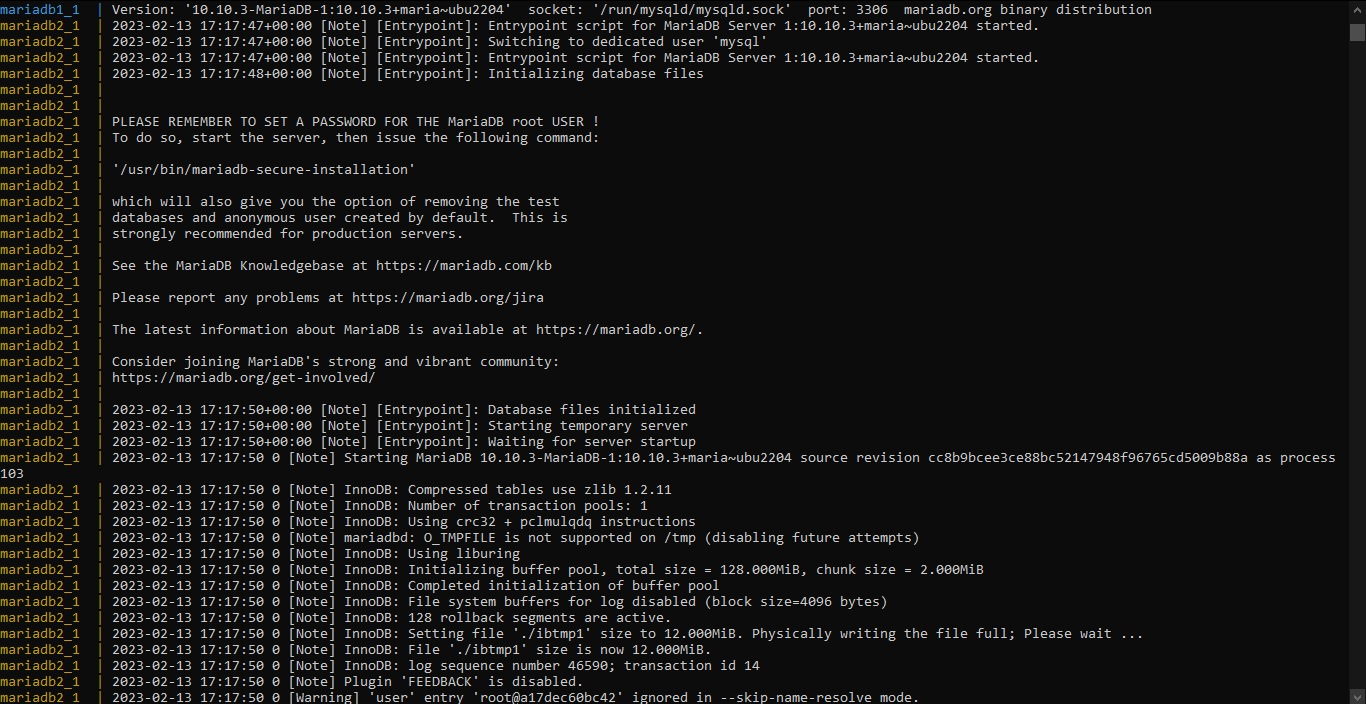 mariadb1_1  | Version: '10.10.3-MariaDB-1:10.10.3+maria~ubu2204'  socket: '/run/mysqld/mysqld.sock'  port: 3306  mariadb.org binary distribution
mariadb2_1  | 2023-02-13 17:17:47+00:00 [Note] [Entrypoint]: Entrypoint script for MariaDB Server 1:10.10.3+maria~ubu2204 started.
mariadb2_1  | 2023-02-13 17:17:47+00:00 [Note] [Entrypoint]: Switching to dedicated user 'mysql'
mariadb2_1  | 2023-02-13 17:17:47+00:00 [Note] [Entrypoint]: Entrypoint script for MariaDB Server 1:10.10.3+maria~ubu2204 started.
mariadb2_1  | 2023-02-13 17:17:48+00:00 [Note] [Entrypoint]: Initializing database files
mariadb2_1  |
mariadb2_1  |
mariadb2_1  | PLEASE REMEMBER TO SET A PASSWORD FOR THE MariaDB root USER !
mariadb2_1  | To do so, start the server, then issue the following command:
mariadb2_1  |
mariadb2_1  | '/usr/bin/mariadb-secure-installation'
mariadb2_1  |
mariadb2_1  | which will also give you the option of removing the test
mariadb2_1  | databases and anonymous user created by default.  This is
mariadb2_1  | strongly recommended for production servers.
mariadb2_1  |
mariadb2_1  | See the MariaDB Knowledgebase at https://mariadb.com/kb
mariadb2_1  |
mariadb2_1  | Please report any problems at https://mariadb.org/jira
mariadb2_1  |
mariadb2_1  | The latest information about MariaDB is available at https://mariadb.org/.
mariadb2_1  |
mariadb2_1  | Consider joining MariaDB's strong and vibrant community:
mariadb2_1  | https://mariadb.org/get-involved/
mariadb2_1  |
mariadb2_1  | 2023-02-13 17:17:50+00:00 [Note] [Entrypoint]: Database files initialized
mariadb2_1  | 2023-02-13 17:17:50+00:00 [Note] [Entrypoint]: Starting temporary server
mariadb2_1  | 2023-02-13 17:17:50+00:00 [Note] [Entrypoint]: Waiting for server startup
mariadb2_1  | 2023-02-13 17:17:50 0 [Note] Starting MariaDB 10.10.3-MariaDB-1:10.10.3+maria~ubu2204 source revision cc8b9bcee3ce88bc52147948f96765cd5009b88a as process
103
mariadb2_1  | 2023-02-13 17:17:50 0 [Note] InnoDB: Compressed tables use zlib 1.2.11
mariadb2_1  | 2023-02-13 17:17:50 0 [Note] InnoDB: Number of transaction pools: 1
mariadb2_1  | 2023-02-13 17:17:50 0 [Note] InnoDB: Using crc32 + pclmulqdq instructions
mariadb2_1  | 2023-02-13 17:17:50 0 [Note] mariadbd: O_TMPFILE is not supported on /tmp (disabling future attempts)
mariadb2_1  | 2023-02-13 17:17:50 0 [Note] InnoDB: Using liburing
mariadb2_1  | 2023-02-13 17:17:50 0 [Note] InnoDB: Initializing buffer pool, total size = 128.000MiB, chunk size = 2.000MiB
mariadb2_1  | 2023-02-13 17:17:50 0 [Note] InnoDB: Completed initialization of buffer pool
mariadb2_1  | 2023-02-13 17:17:50 0 [Note] InnoDB: File system buffers for log disabled (block size=4096 bytes)
mariadb2_1  | 2023-02-13 17:17:50 0 [Note] InnoDB: 128 rollback segments are active.
mariadb2_1  | 2023-02-13 17:17:50 0 [Note] InnoDB: Setting file './ibtmp1' size to 12.000MiB. Physically writing the file full; Please wait ...
mariadb2_1  | 2023-02-13 17:17:50 0 [Note] InnoDB: File './ibtmp1' size is now 12.000MiB.
mariadb2_1  | 2023-02-13 17:17:50 0 [Note] InnoDB: log sequence number 46590; transaction id 14
mariadb2_1  | 2023-02-13 17:17:50 0 [Note] Plugin 'FEEDBACK' is disabled.
mariadb2_1  | 2023-02-13 17:17:50 0 [Warning] 'user' entry 'root@a17dec60bc42' ignored in --skip-name-resolve mode.